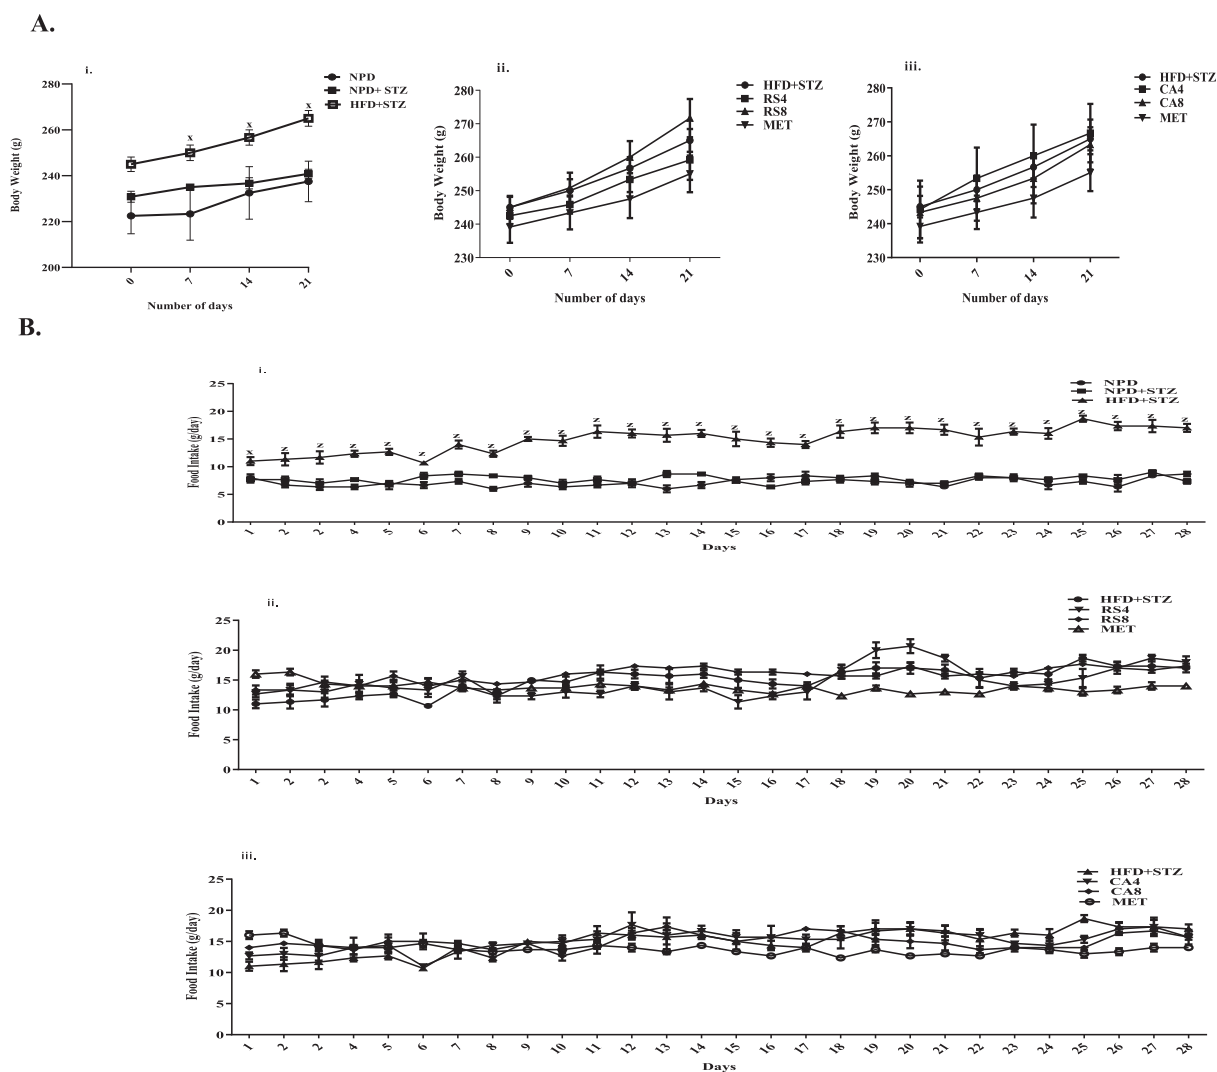 A.
i.
NPD
NPD+ STZ
HFD+STZ
280
260
240
220
200
Body Weight (g)
x
x
x
0
7
14
21
Number of days
ii.
HFD+STZ
RS4
RS8
MET
280
270
260
250
240
230
Body Weight (g)
0
7
14
21
Number of days
iii.
HFD+STZ
CA4
CA8
MET
280
270
260
250
240
230
Body Weight (g)
0
7
14
21
Number of days
B.
i.
NPD
NPD+STZ
HFD+STZ
25
20
15
10
5
0
Food Intake (g/day)
x z z z z z z z z z z z z z z z z z z z z z z z z z z z
1 2 2 4 5 6 7 8 9 10 11 12 13 14 15 16 17 18 19 20 21 22 23 24 25 26 27 28
Days
ii.
HFD+STZ
RS4
RS8
MET
25
20
15
10
5
0
Food Intake (g/day)
1 2 2 4 5 6 7 8 9 10 11 12 13 14 15 16 17 18 19 20 21 22 23 24 25 26 27 28
Days
iii.
HFD+STZ
CA4
CA8
MET
25
20
15
10
5
0
Food Intake (g/day)
1 2 2 4 5 6 7 8 9 10 11 12 13 14 15 16 17 18 19 20 21 22 23 24 25 26 27 28
Days